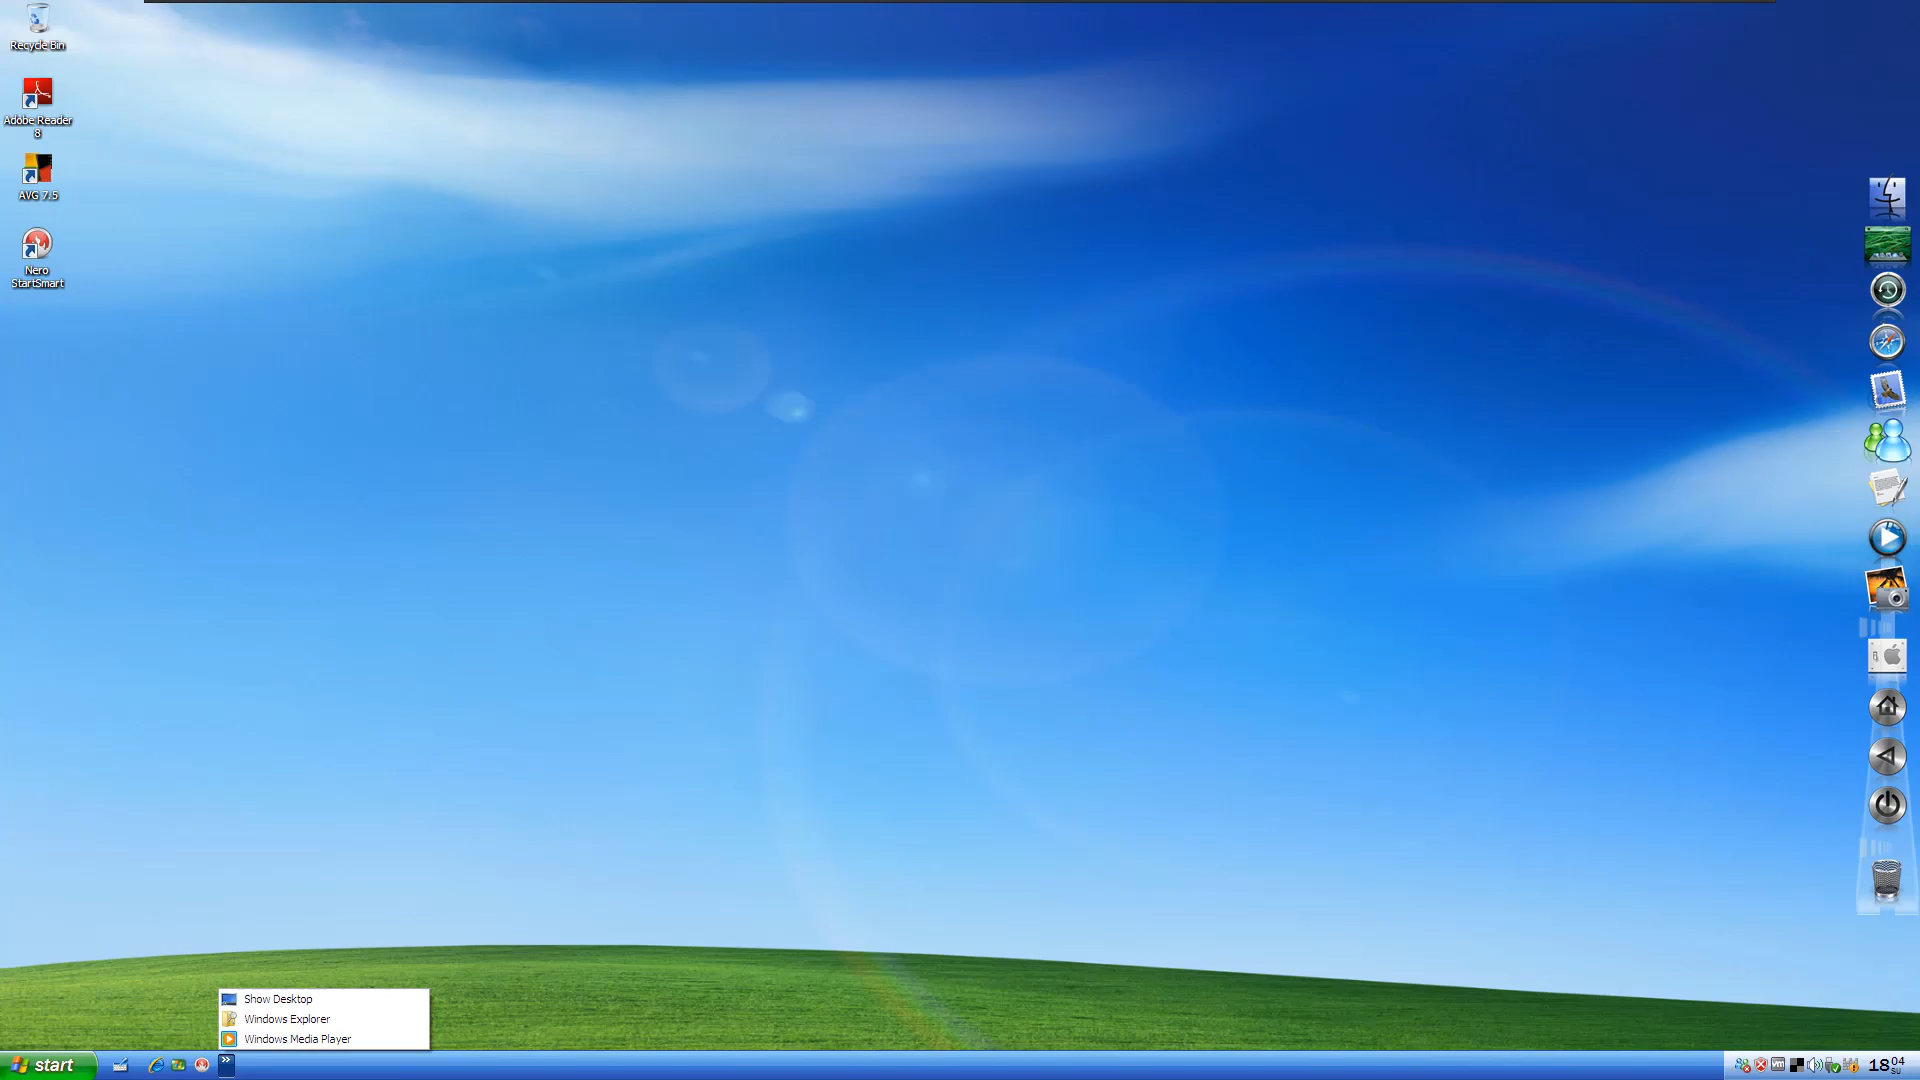 Recycle Bin
Adobe Reader
8
AVG 7.5
Nero
StartSmart
Show Desktop
Windows Explorer
Windows Media Player
start
18 04
SU